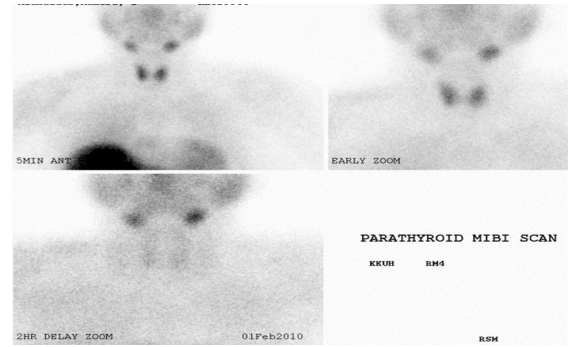 5MIN ANT
EARLY ZOOM
2HR DELAY ZOOM 01Feb2010
PARATHYROID MIBI SCAN
KKUH RM4
RSM